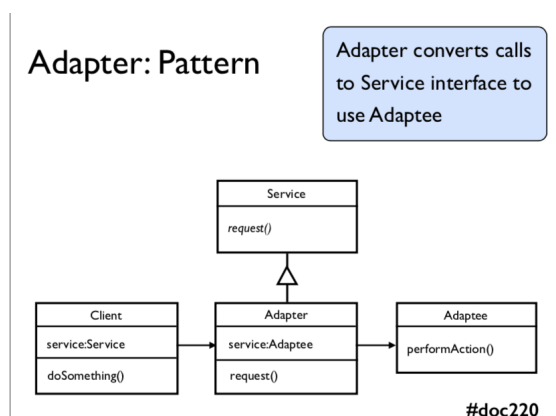 Adapter: Pattern
Adapter converts calls
to Service interface to
use Adaptee
Service
request()
Client
service:Service
doSomething()
Adapter
service:Adaptee
request()
Adaptee
performAction()
#doc220